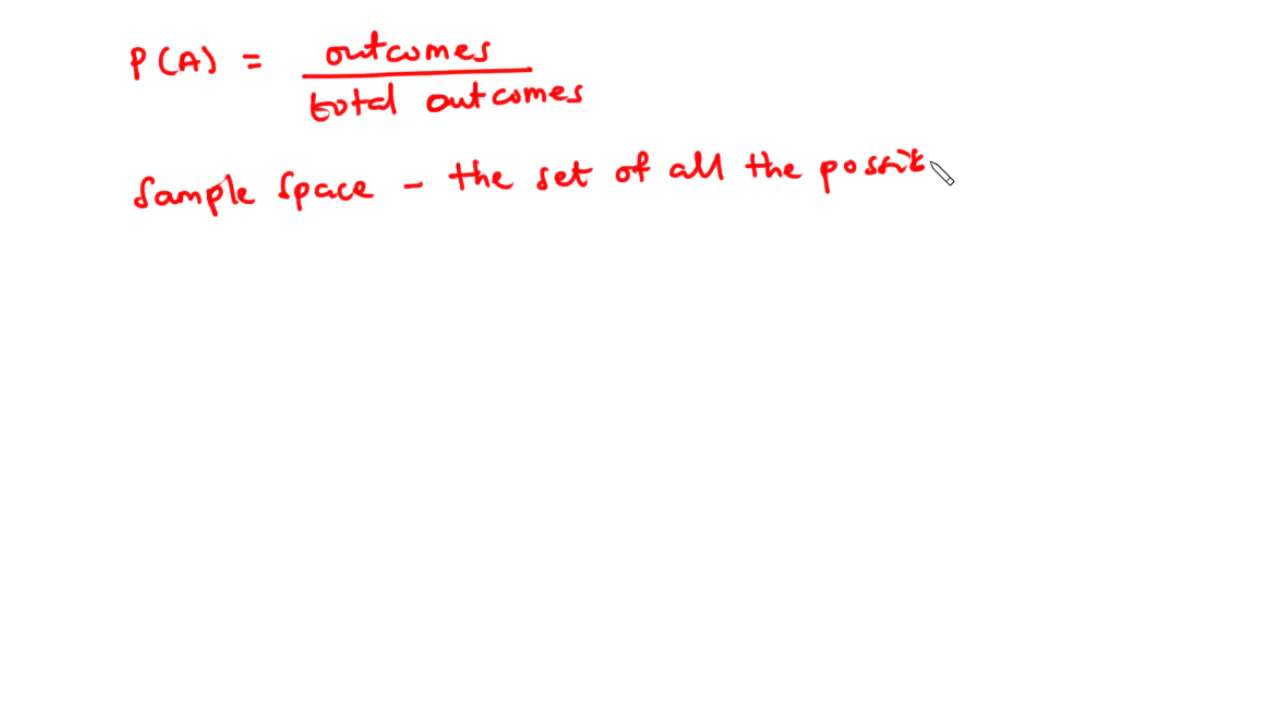 P(A) = outcomes / total outcomes
Sample space - the set of all the